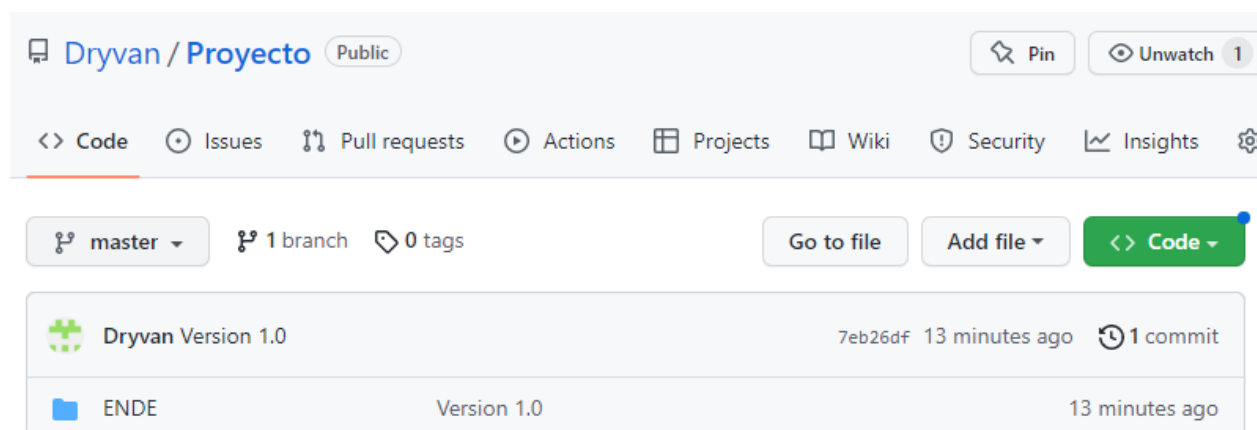 Dryvan / Proyecto Public Pin Unwatch 1
Code Issues Pull requests Actions Projects Wiki Security Insights
master 1 branch 0 tags Go to file Add file Code
Dryvan Version 1.0 7eb26df 13 minutes ago 1 commit
ENDE Version 1.0 13 minutes ago